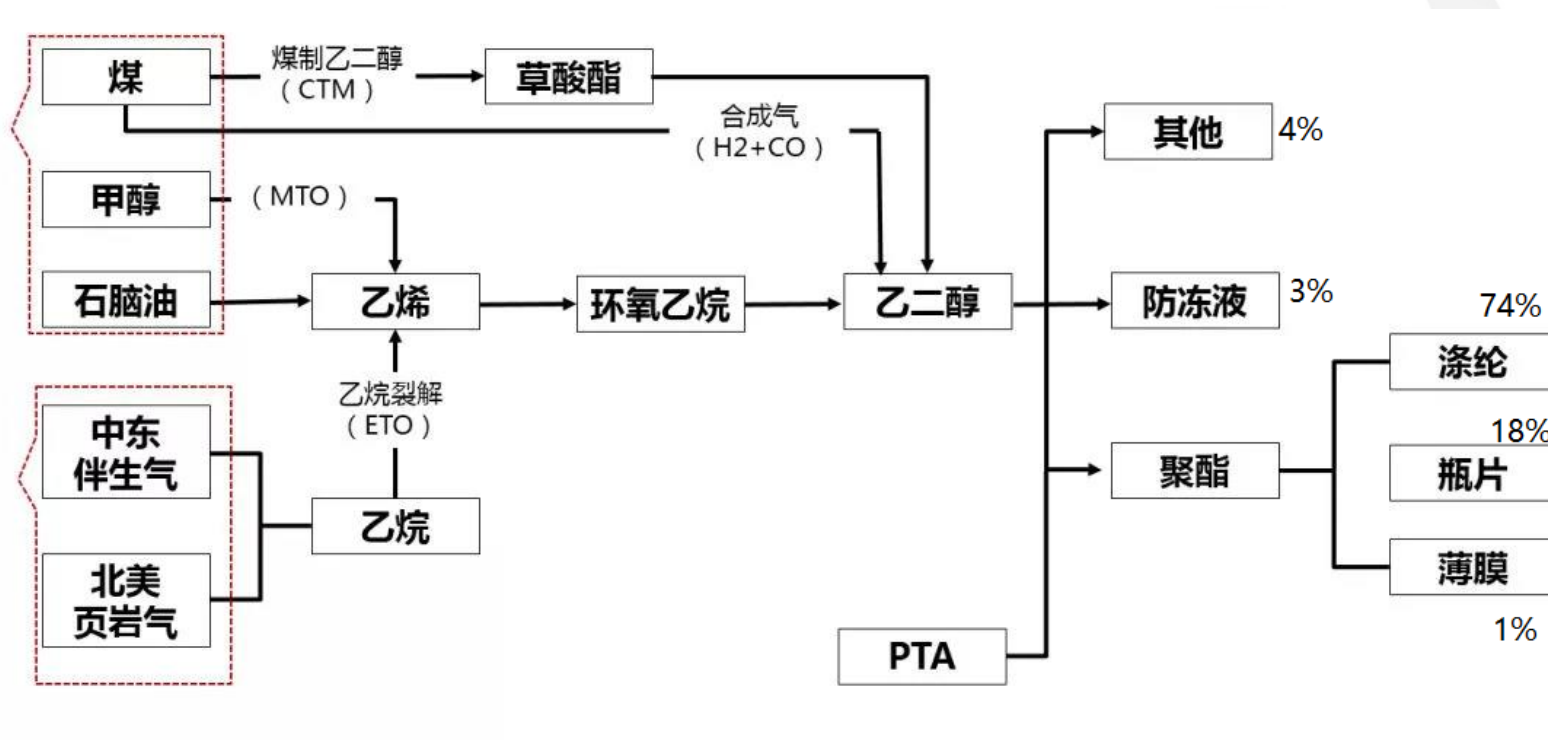 煤
煤制乙二醇
（CTM）
草酸酯
合成气
（H2+CO）
其他
4%
甲醇
（MTO）
石脑油
乙烯
环氧乙烷
乙二醇
防冻液
3%
74%
涤纶
乙烷裂解
（ETO）
中东
伴生气
18%
聚酯
瓶片
乙烷
北美
页岩气
薄膜
1%
PTA